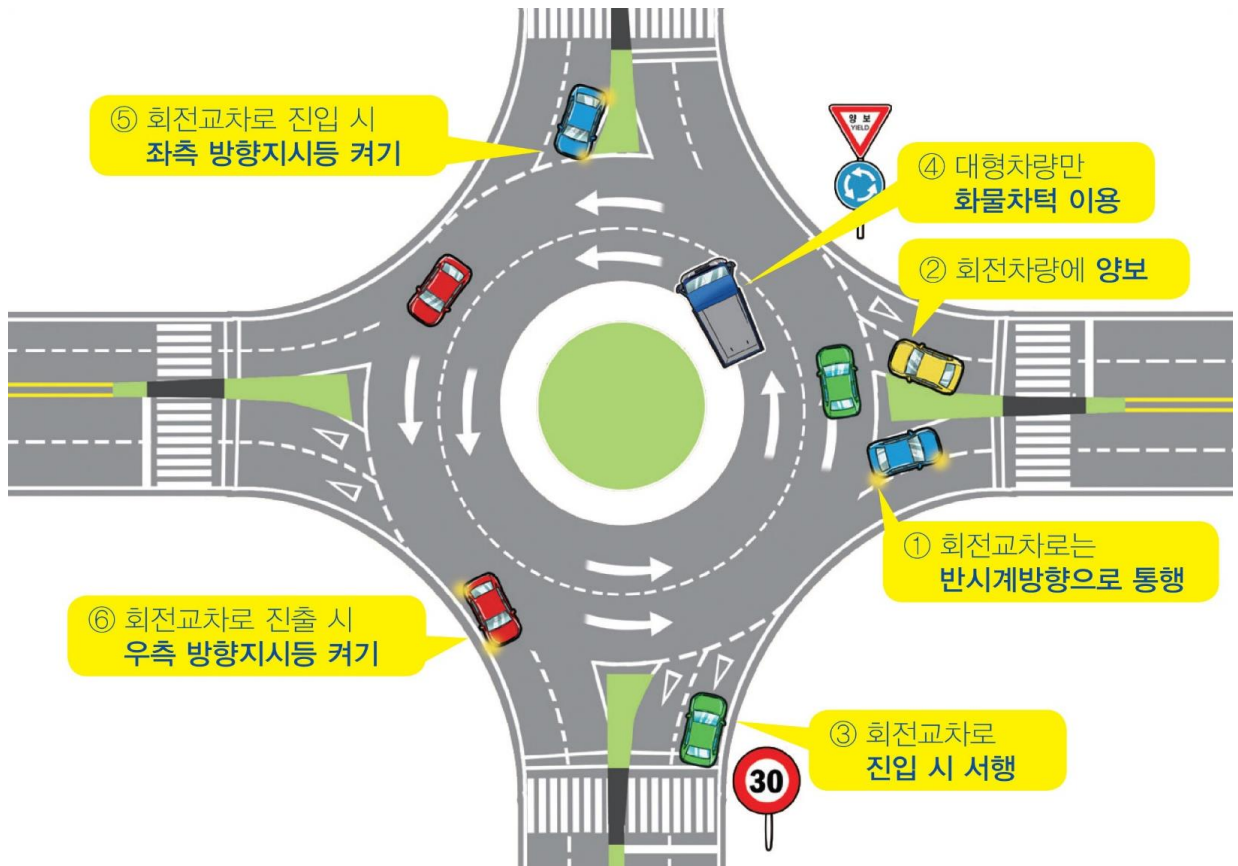 ⑤ 회전교차로 진입 시
좌측 방향지시등 켜기
양보
YIELD
④ 대형차량만
화물차턱 이용
② 회전차량에 양보
① 회전교차로는
반시계방향으로 통행
⑥ 회전교차로 진출 시
우측 방향지시등 켜기
③ 회전교차로
진입 시 서행
30